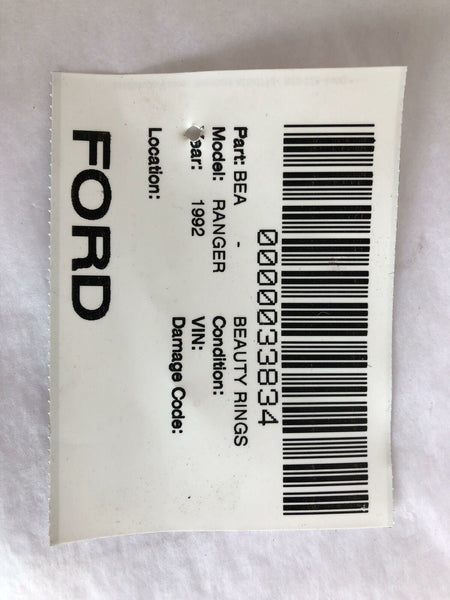 0000033834
Part: BEA - BEAUTY RINGS
Model: RANGER Condition:
Year: 1992 VIN:
Damage Code:
Location:
FORD